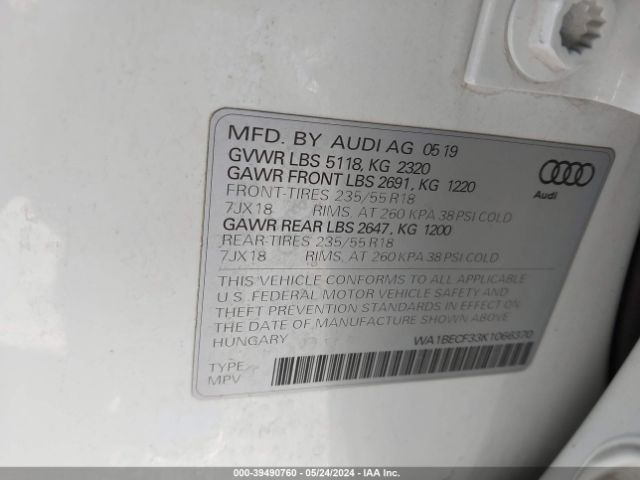 MFD. BY AUDI AG 05 19
GVWR LBS 5118, KG 2320
GAWR FRONT LBS 2691, KG 1220
FRONT-TIRES 235/55 R18
7JX18 RIMS, AT 260 KPA 38 PSI COLD
GAWR REAR LBS 2647, KG 1200
REAR-TIRES 235/55 R18
7JX18 RIMS, AT 260 KPA 38 PSI COLD
Audi
THIS VEHICLE CONFORMS TO ALL APPLICABLE
U.S. FEDERAL MOTOR VEHICLE SAFETY AND
THEFT PREVENTION STANDARDS IN EFFECT ON
THE DATE OF MANUFACTURE SHOWN ABOVE.
HUNGARY
WA1BECF33K1066370
TYPE:
MPV
000-39490760 - 05/24/2024 - IAA Inc.